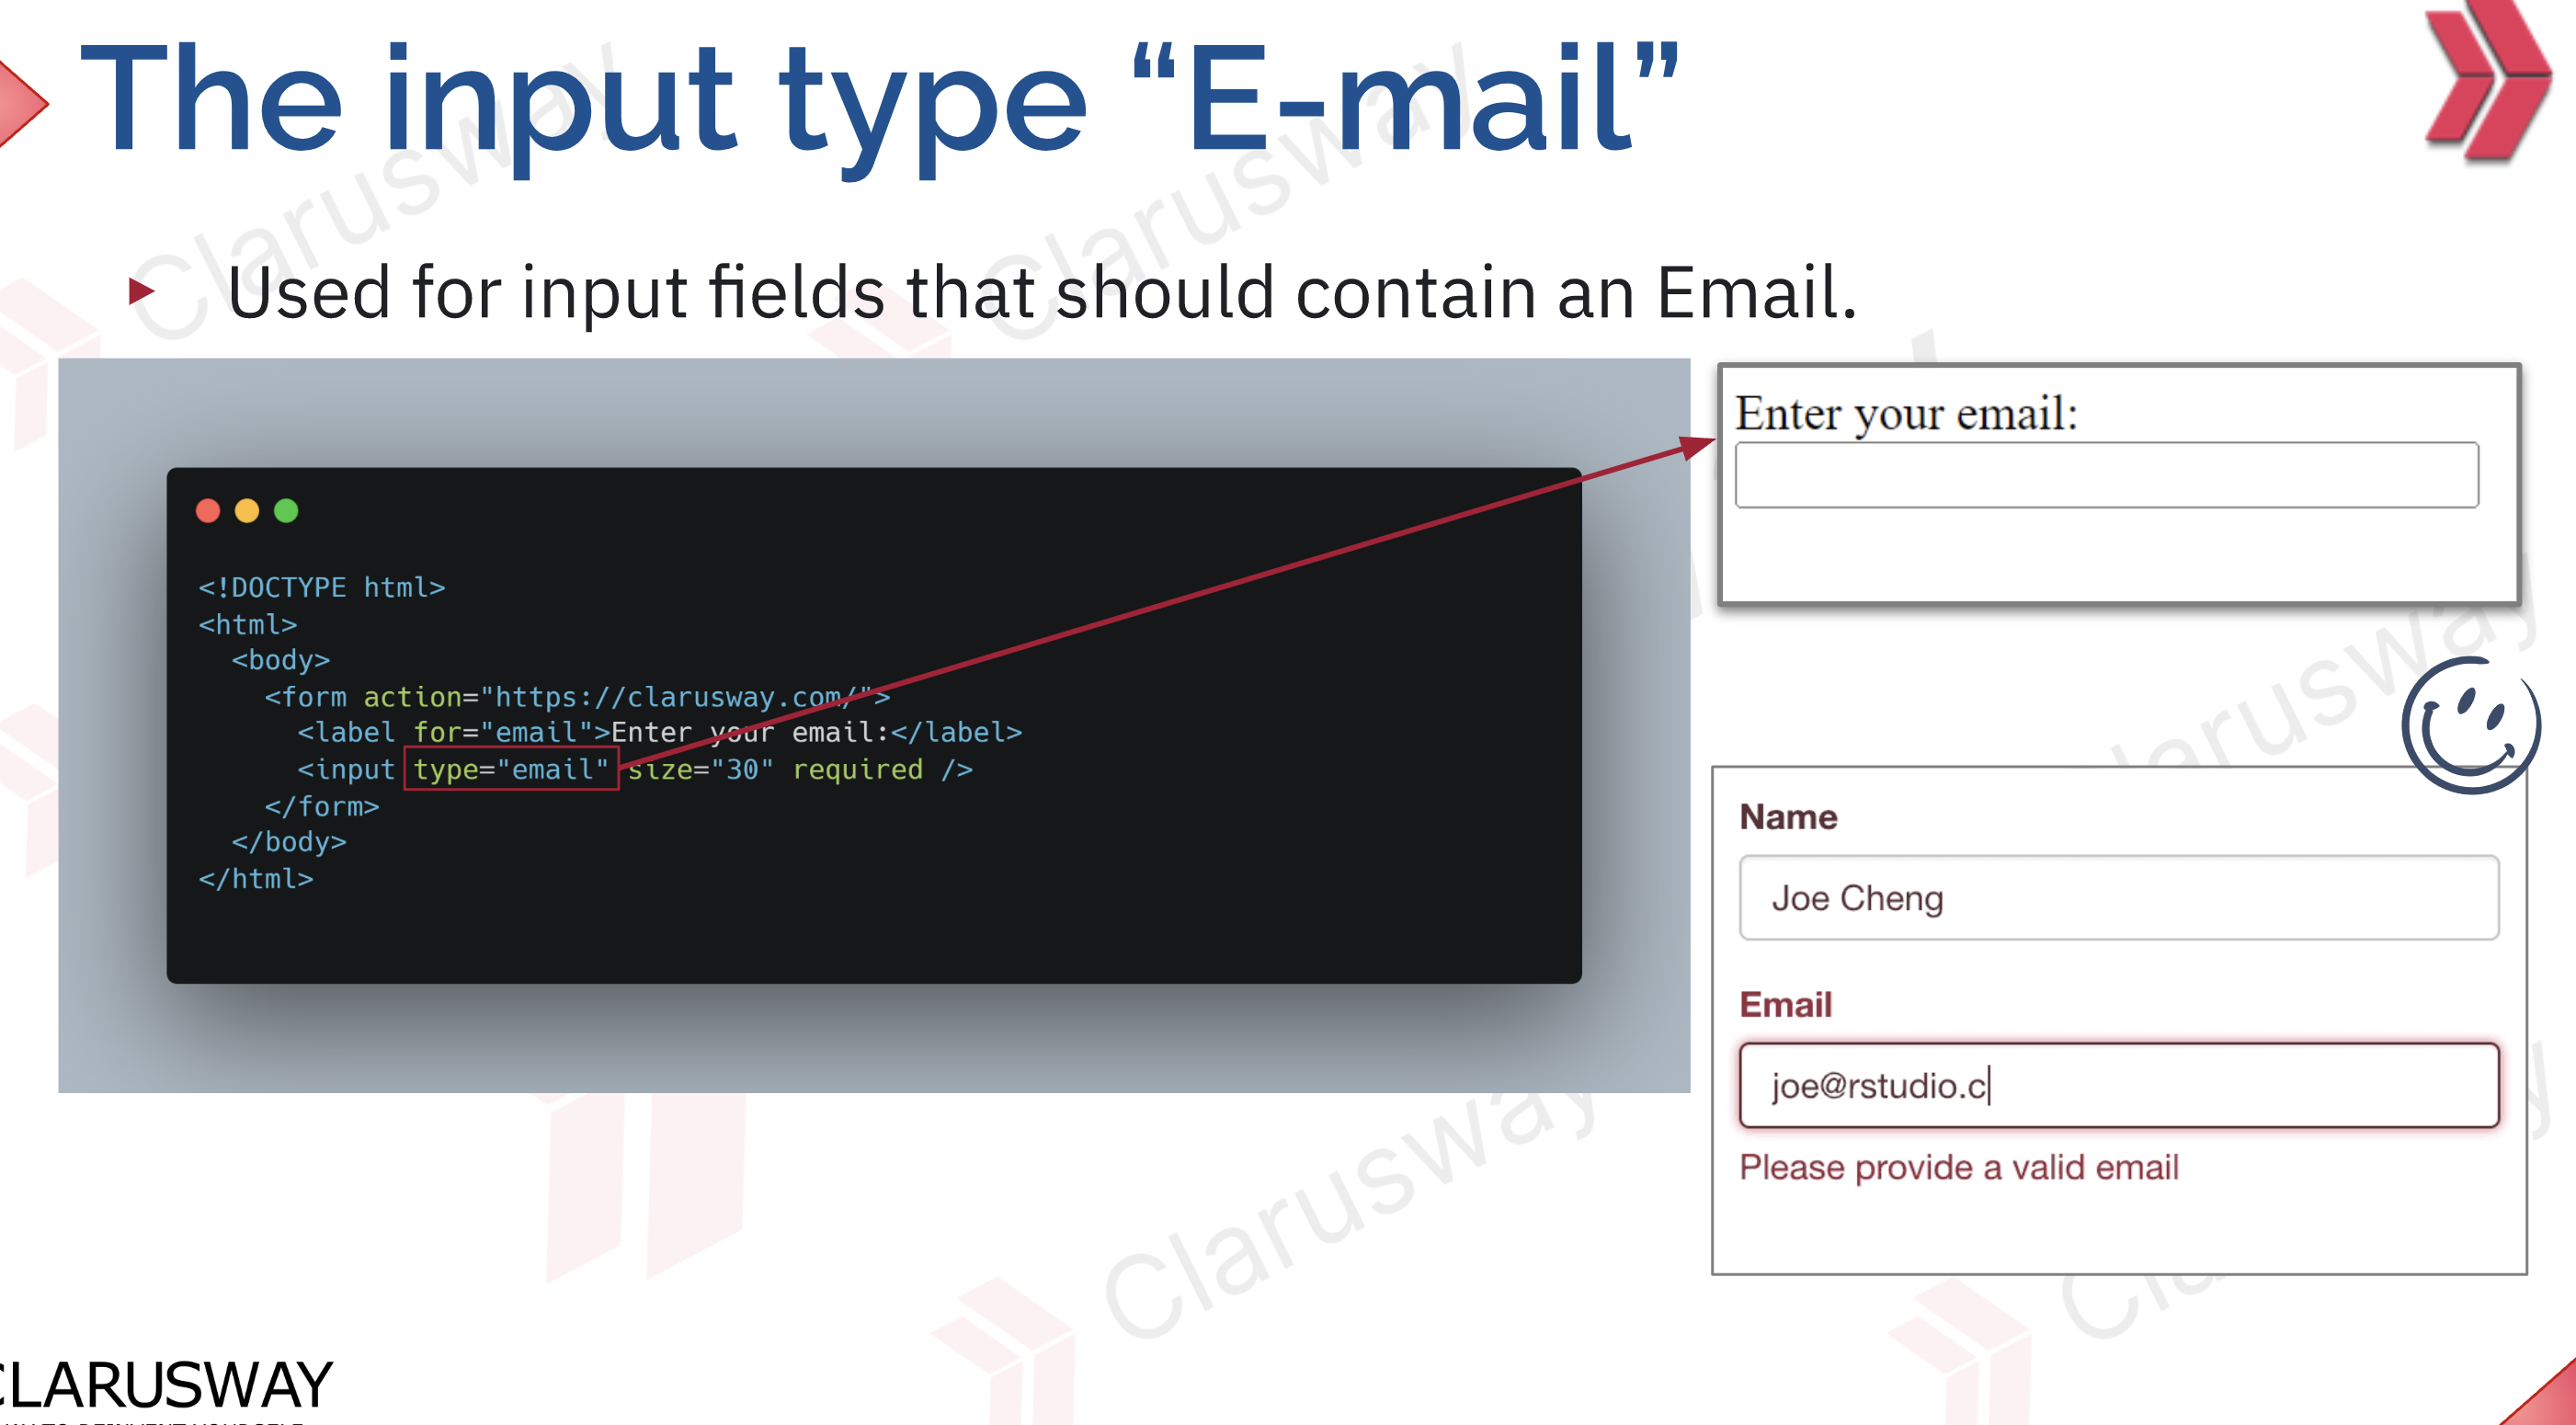 The input type “E-mail”
Used for input fields that should contain an Email.
<!DOCTYPE html>
<html>
<body>
<form action="https://clarusway.com/">
<label for="email">Enter your email:</label>
<input type="email" size="30" required />
</form>
</body>
</html>
Enter your email:
Name
Joe Cheng
Email
joe@rstudio.c
Please provide a valid email
Clarusway
Clarusway
Clarusway
CLARUSWAY